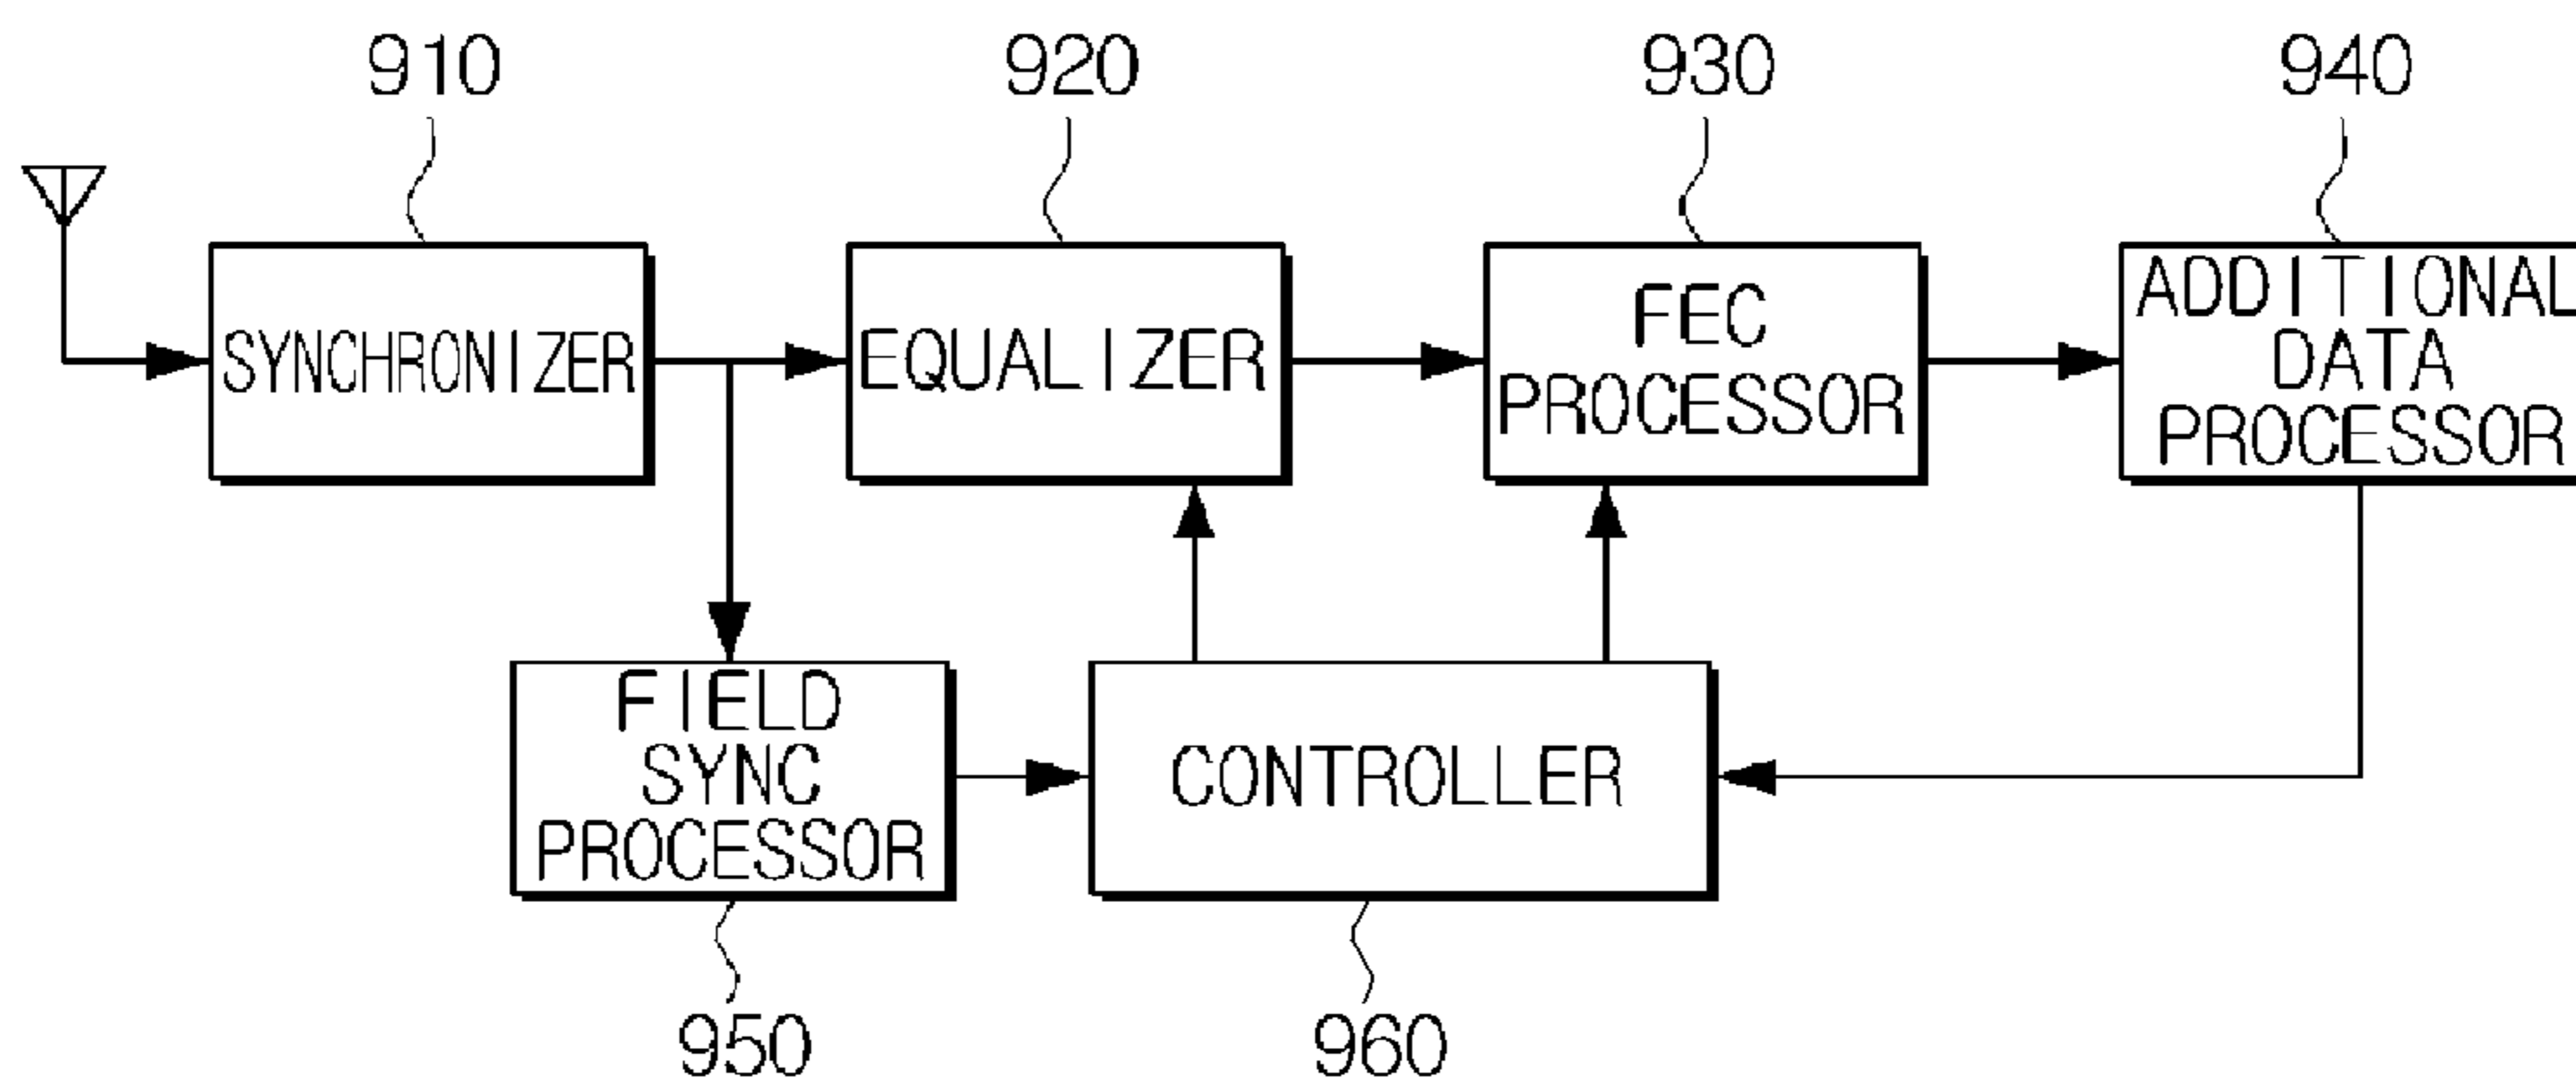 910
920
930
940
SYNCHRONIZER
EQUALIZER
FEC
PROCESSOR
ADDITIONAL
DATA
PROCESSOR
FIELD
SYNC
PROCESSOR
CONTROLLER
950
960